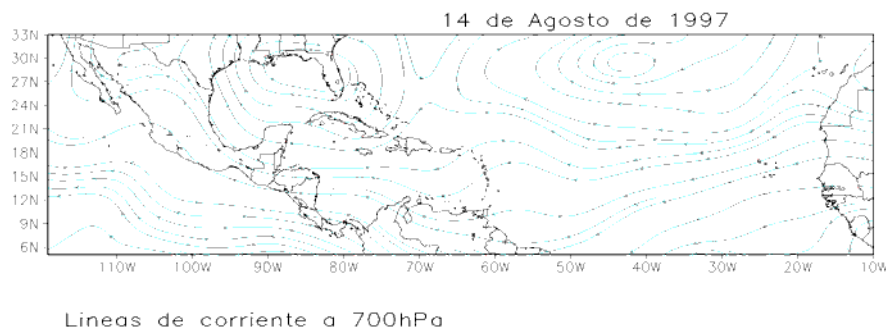 14 de Agosto de 1997
33N
30N
27N
24N
21N
18N
15N
12N
9N
6N
110W 100W 90W 80W 70W 60W 50W 40W 30W 20W 10W
Lineas de corriente a 700hPa